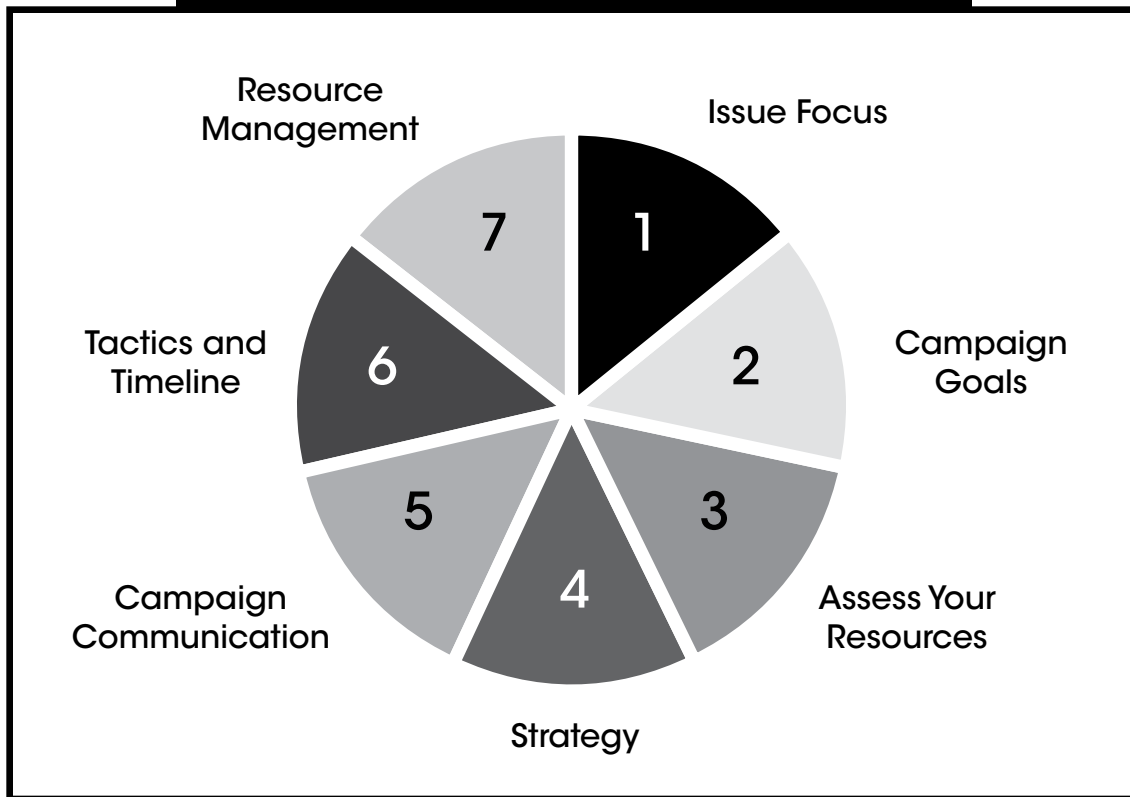 Resource
Management
Issue Focus
7
1
Tactics and
Timeline
6
2
Campaign
Goals
5
3
Campaign
Communication
4
Assess Your
Resources
Strategy